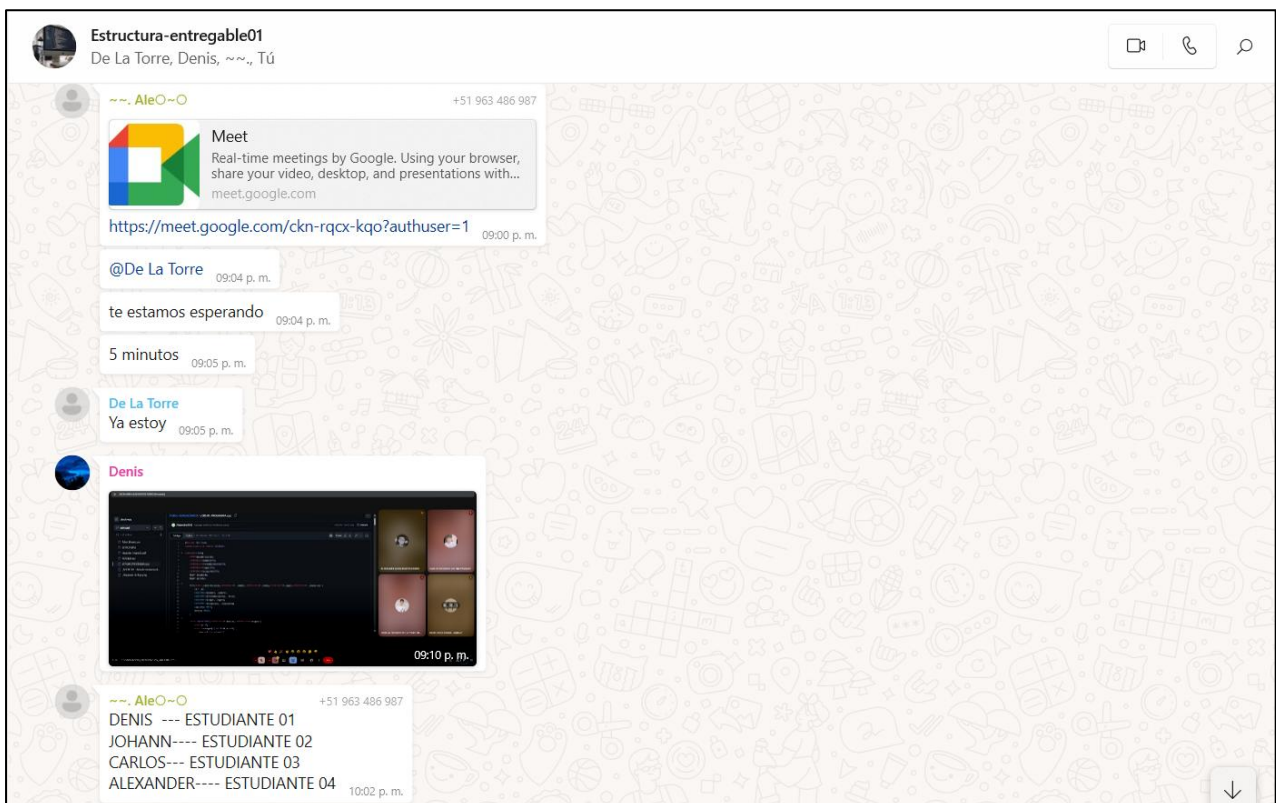 Estructura-entregable01
De La Torre, Denis, ~~., Tú
~~. Ale○~○ +51 963 486 987
Meet
Real-time meetings by Google. Using your browser,
share your video, desktop, and presentations with...
meet.google.com
https://meet.google.com/ckn-rqcx-kqo?authuser=1 09:00 p. m.
@De La Torre 09:04 p. m.
te estamos esperando 09:04 p. m.
5 minutos 09:05 p. m.
De La Torre
Ya estoy 09:05 p. m.
Denis
09:10 p. m.
~~. Ale○~○ +51 963 486 987
DENIS --- ESTUDIANTE 01
JOHANN---- ESTUDIANTE 02
CARLOS--- ESTUDIANTE 03
ALEXANDER---- ESTUDIANTE 04 10:02 p. m.